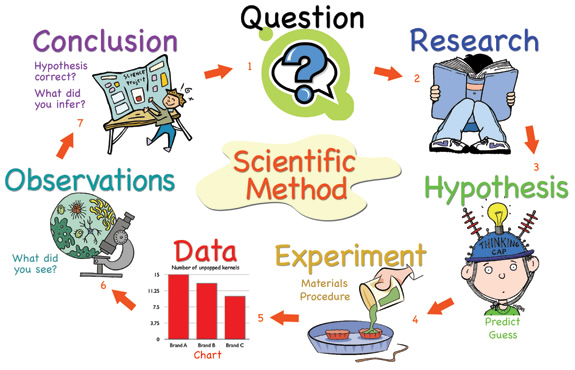 Question
1
Research
2
3
Hypothesis
THINKING
CAP
Predict
Guess
4
Experiment
Materials
Procedure
5
Data
Number of unpopped kernels
15
11.25
7.5
3.75
0
Brand A Brand B Brand C
Chart
6
Observations
What did
you see?
7
Conclusion
Hypothesis
correct?
What did
you infer?
SCIENCE
PROJECT
Scientific
Method